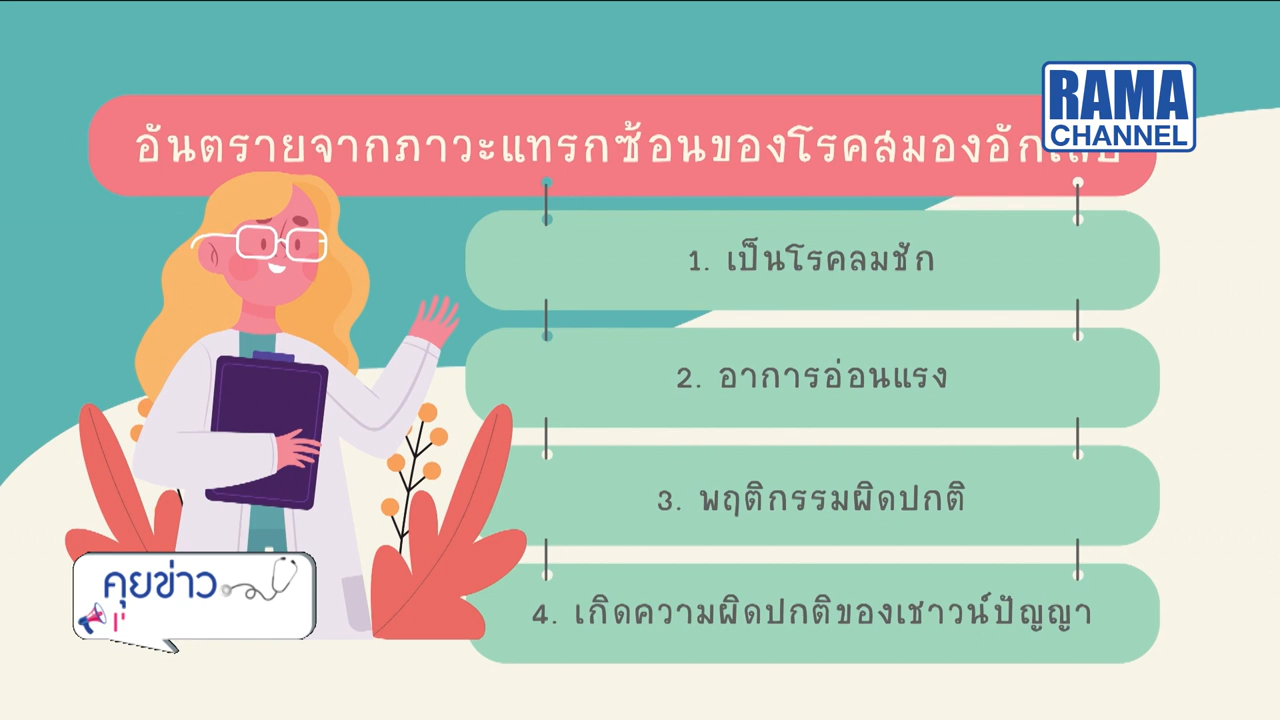 RAMA
CHANNEL
อันตรายจากภาวะแทรกซ้อนของโรคสมองอักเสบ
1. เป็นโรคลมชัก
2. อาการอ่อนแรง
3. พฤติกรรมผิดปกติ
4. เกิดความผิดปกติของเชาวน์ปัญญา
คุยข่าว